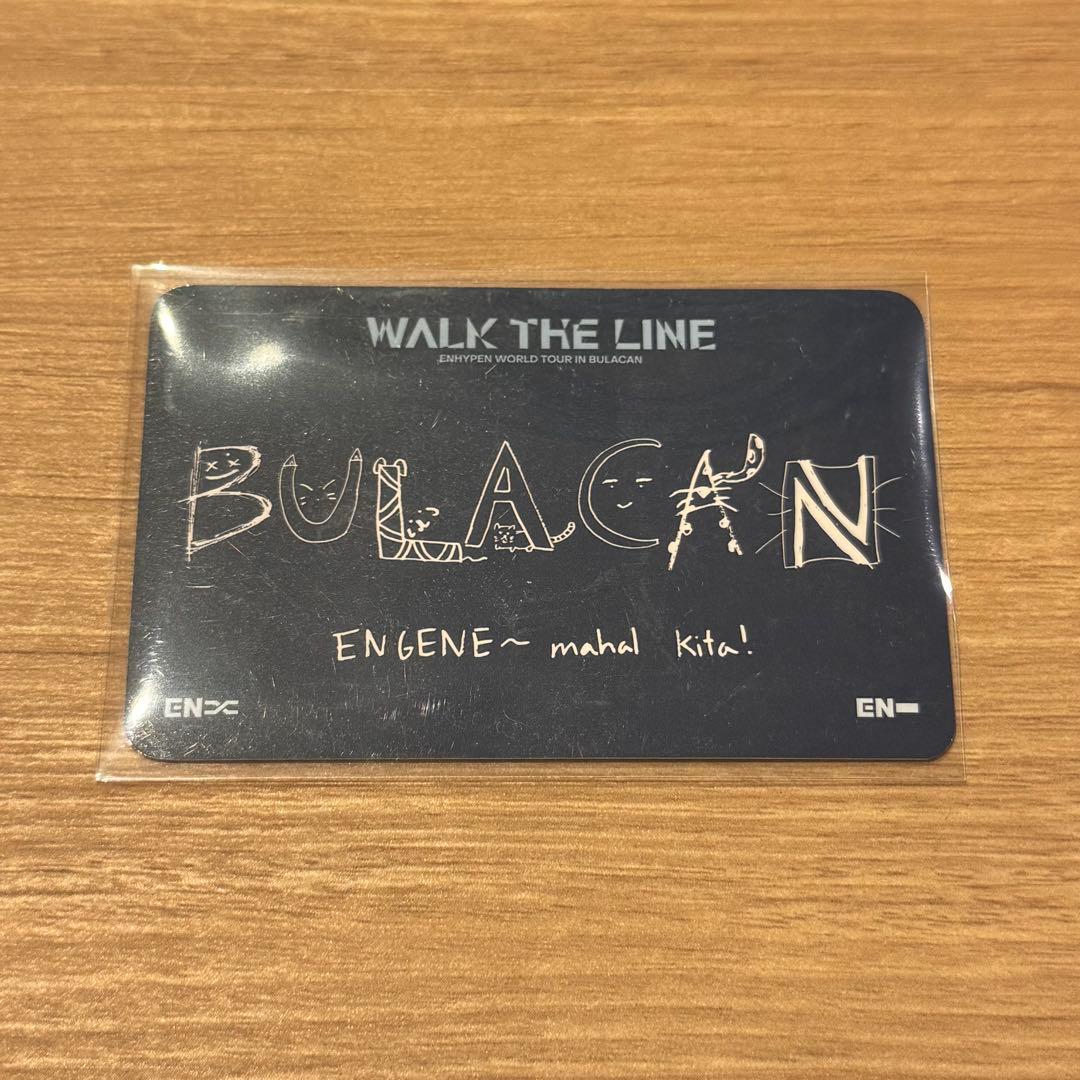 WALK THE LINE
ENHYPEN WORLD TOUR IN BULACAN
BULACAN
ENGENE~ mahal kita!
EN
EN-